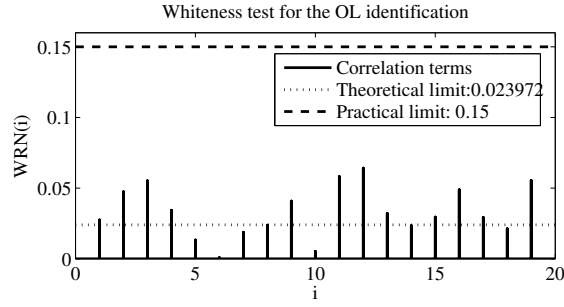 Whiteness test for the OL identification
0.15
Correlation terms
Theoretical limit:0.023972
Practical limit: 0.15
0.1
WRN(i)
0.05
0
0 5 10 15 20
i